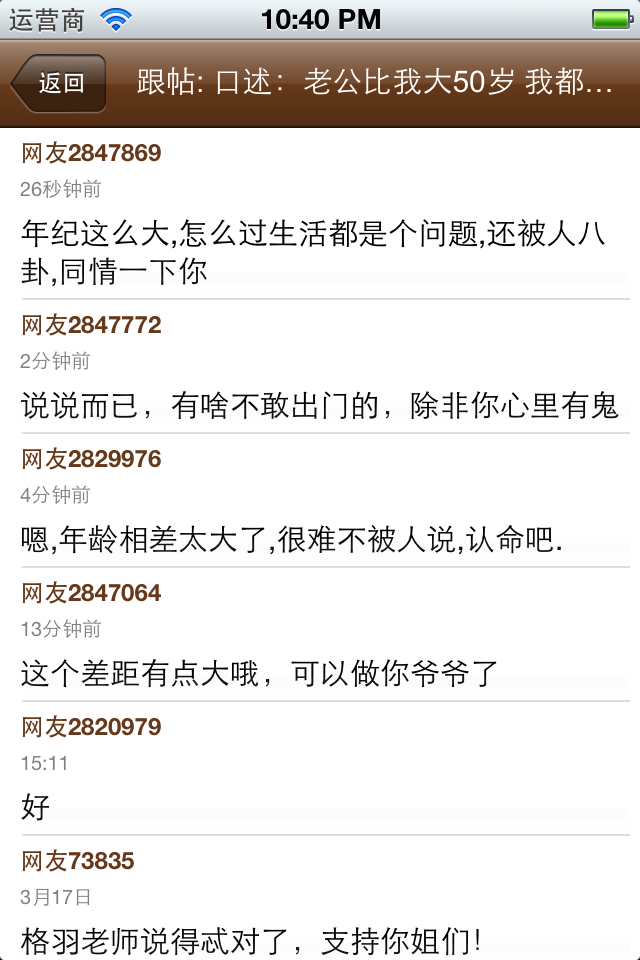 运营商 10:40 PM
返回 跟帖: 口述：老公比我大50岁 我都...
网友2847869
26秒钟前
年纪这么大,怎么过生活都是个问题,还被人八
卦,同情一下你
网友2847772
2分钟前
说说而已，有啥不敢出门的，除非你心里有鬼
网友2829976
4分钟前
嗯,年龄相差太大了,很难不被人说,认命吧.
网友2847064
13分钟前
这个差距有点大哦，可以做你爷爷了
网友2820979
15:11
好
网友73835
3月17日
格羽老师说得忒对了，支持你姐们！